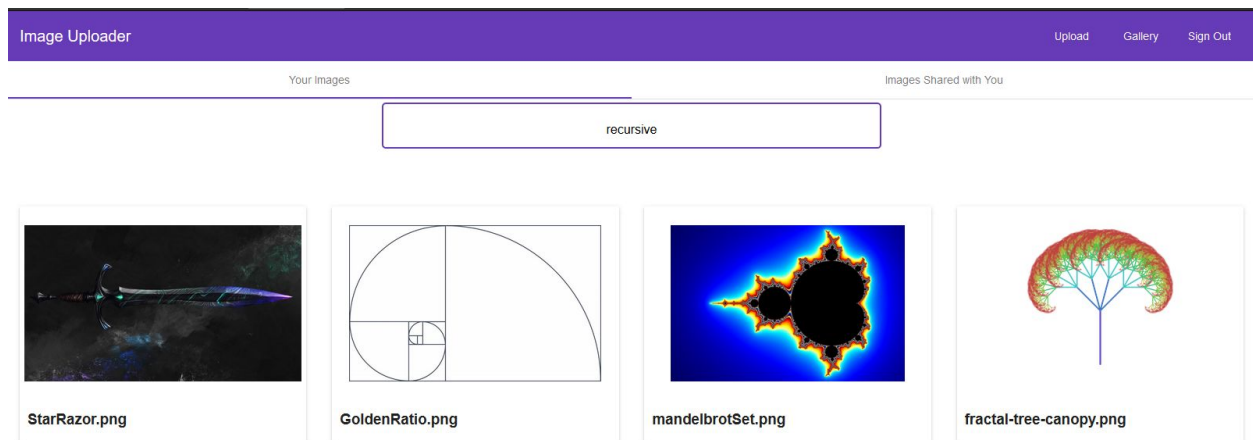 Image Uploader Upload Gallery Sign Out
Your Images Images Shared with You
recursive
StarRazor.png GoldenRatio.png mandelbrotSet.png fractal-tree-canopy.png